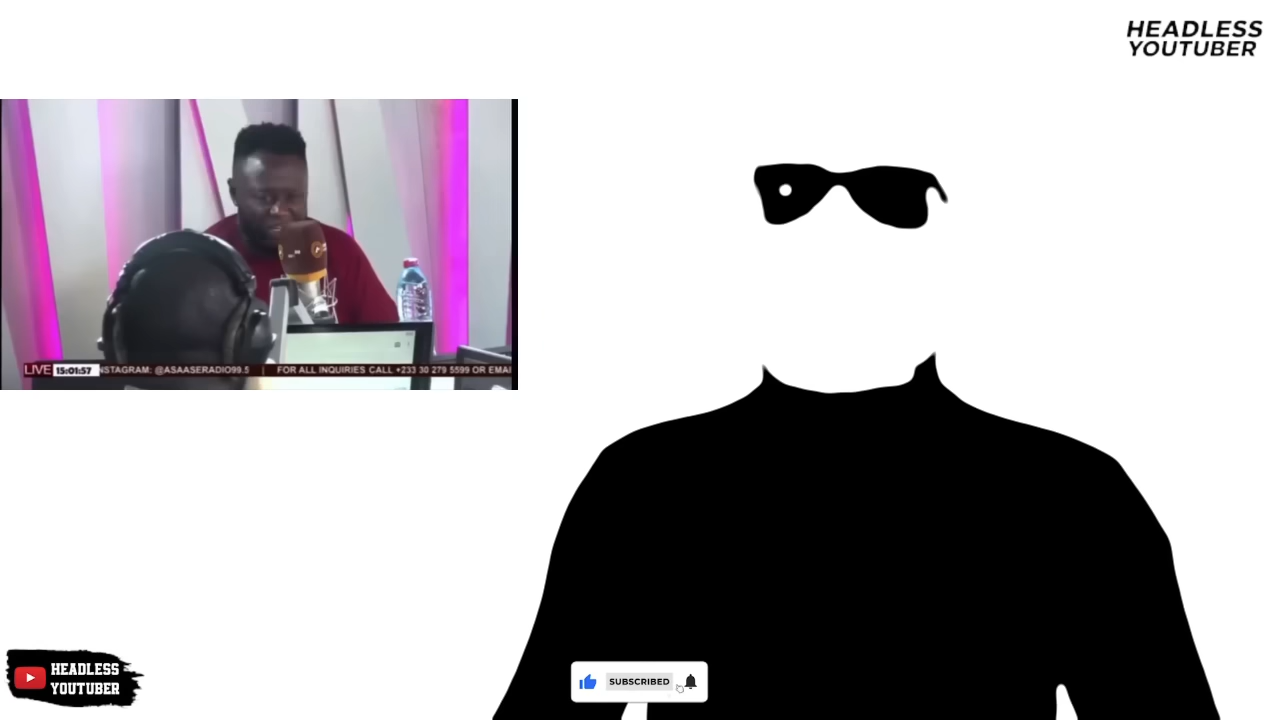 HEADLESS
YOUTUBER
LIVE 15:01:57 NSTAGRAM: @ASAASERADIO99.5 | FOR ALL INQUIRIES CALL +233 30 279 5599 OR EMAI
HEADLESS
YOUTUBER
SUBSCRIBED